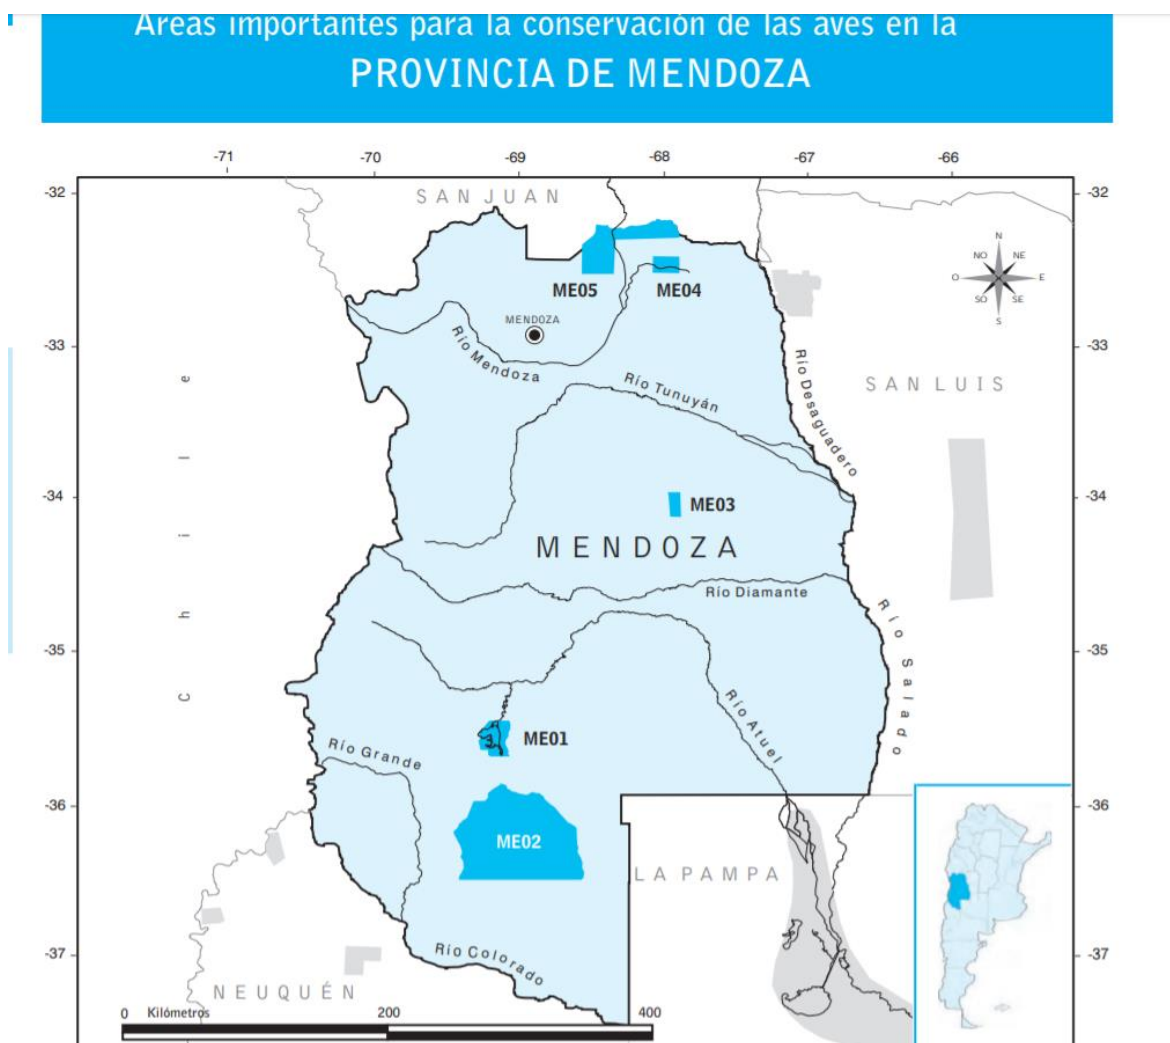 Áreas importantes para la conservación de las aves en la
PROVINCIA DE MENDOZA
-71 -70 -69 -68 -67 -66
-32 -32
SAN JUAN
N
NO NE
O E
SO SE
S
ME05 ME04
MENDOZA
-33 -33
Río Mendoza
Río Tunuyán
Río Desaguadero
SAN LUIS
Chile
-34 -34
ME03
MENDOZA
Río Diamante
Río Salado
-35 -35
Río Atuel
ME01
Río Grande
-36 -36
ME02
LA PAMPA
-37 -37
Río Colorado
NEUQUÉN
0 Kilómetros 200 400